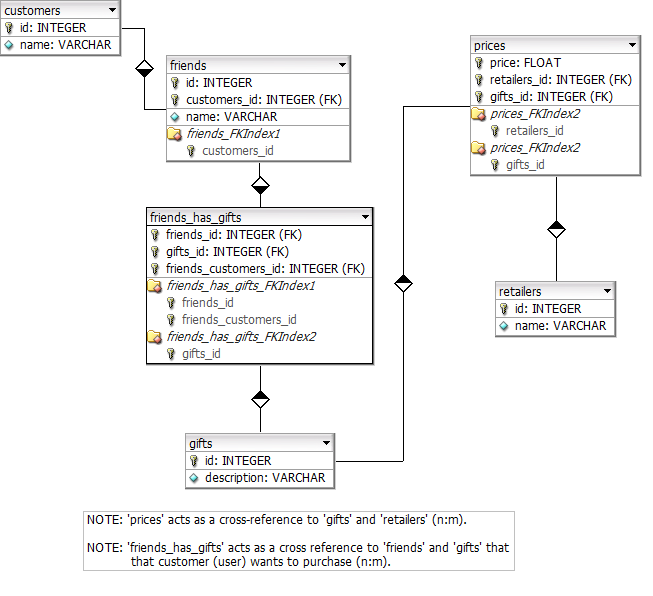 customers
id: INTEGER
name: VARCHAR
friends
id: INTEGER
customers_id: INTEGER (FK)
name: VARCHAR
friends_FKIndex1
customers_id
prices
price: FLOAT
retailers_id: INTEGER (FK)
gifts_id: INTEGER (FK)
prices_FKIndex2
retailers_id
prices_FKIndex2
gifts_id
friends_has_gifts
friends_id: INTEGER (FK)
gifts_id: INTEGER (FK)
friends_customers_id: INTEGER (FK)
friends_has_gifts_FKIndex1
friends_id
friends_customers_id
friends_has_gifts_FKIndex2
gifts_id
retailers
id: INTEGER
name: VARCHAR
gifts
id: INTEGER
description: VARCHAR
NOTE: 'prices' acts as a cross-reference to 'gifts' and 'retailers' (n:m).
NOTE: 'friends_has_gifts' acts as a cross reference to 'friends' and 'gifts' that
that customer (user) wants to purchase (n:m).